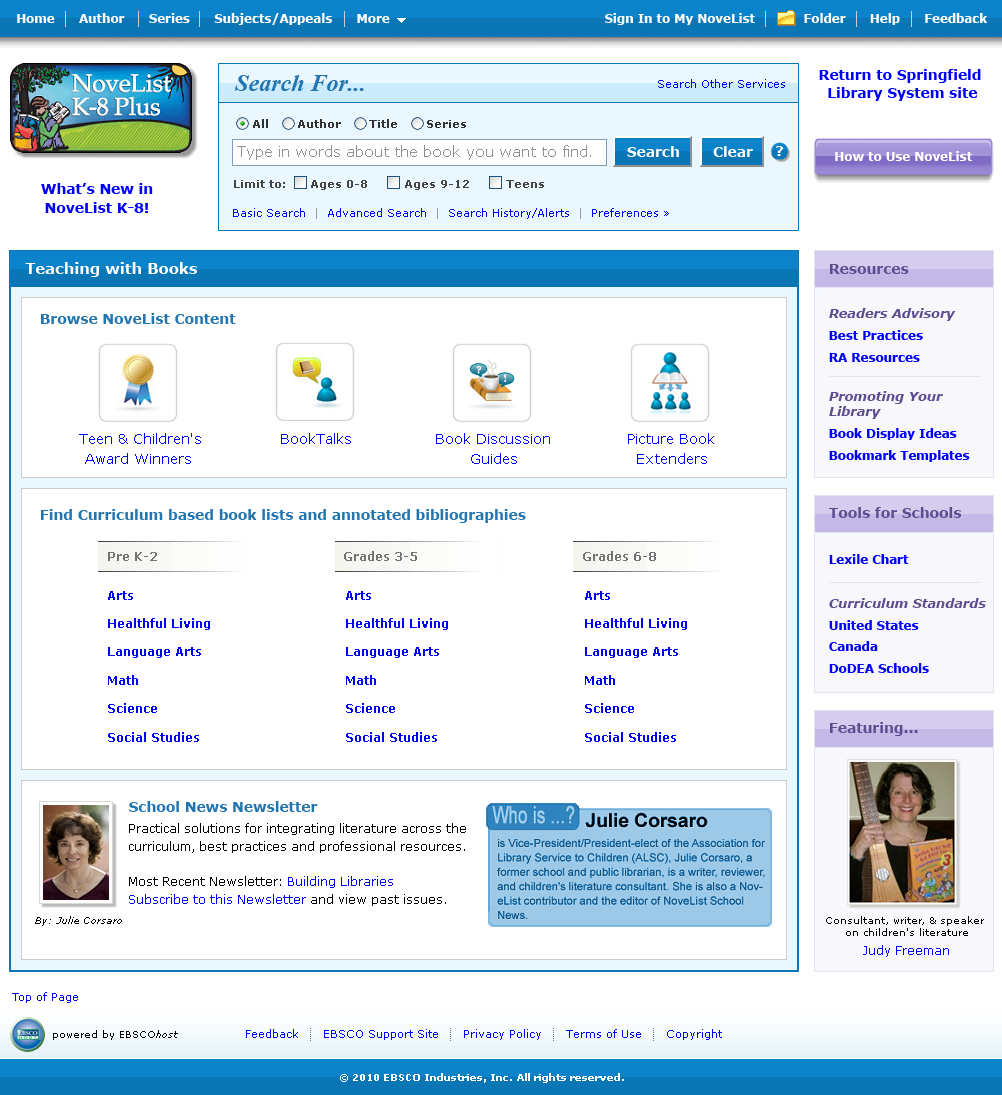 Home Author Series Subjects/Appeals More Sign In to My NoveList Folder Help Feedback
NoveList
K-8 Plus
What's New in
NoveList K-8!
Search For... Search Other Services
All Author Title Series
Type in words about the book you want to find. Search Clear ?
Limit to: Ages 0-8 Ages 9-12 Teens
Basic Search Advanced Search Search History/Alerts Preferences »
Return to Springfield
Library System site
How to Use NoveList
Teaching with Books
Browse NoveList Content
Teen & Children's
Award Winners
BookTalks
Book Discussion
Guides
Picture Book
Extenders
Find Curriculum based book lists and annotated bibliographies
Pre K-2 Grades 3-5 Grades 6-8
Arts Arts Arts
Healthful Living Healthful Living Healthful Living
Language Arts Language Arts Language Arts
Math Math Math
Science Science Science
Social Studies Social Studies Social Studies
School News Newsletter
Practical solutions for integrating literature across the
curriculum, best practices and professional resources.
Most Recent Newsletter: Building Libraries
Subscribe to this Newsletter and view past issues.
By: Julie Corsaro
Who is ...? Julie Corsaro
is Vice-President/President-elect of the Association for
Library Service to Children (ALSC), Julie Corsaro, a
former school and public librarian, is a writer, reviewer,
and children's literature consultant. She is also a Nov-
eList contributor and the editor of NoveList School
News.
Resources
Readers Advisory
Best Practices
RA Resources
Promoting Your
Library
Book Display Ideas
Bookmark Templates
Tools for Schools
Lexile Chart
Curriculum Standards
United States
Canada
DoDEA Schools
Featuring...
Consultant, writer, & speaker
on children's literature
Judy Freeman
Top of Page
EBSCO
powered by EBSCOhost Feedback EBSCO Support Site Privacy Policy Terms of Use Copyright
© 2010 EBSCO Industries, Inc. All rights reserved.